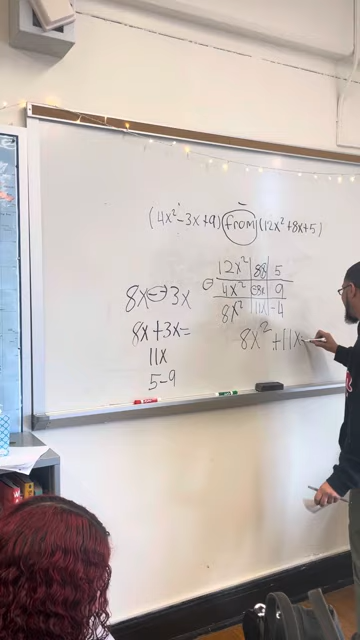 (4x²-3x+9) from (12x²+8x+5)
12x² 88 5
⊖ 4x² -3x 9
8x² 11x -4
8x ⊖ 3x
8x+3x=
11x
5-9
8x²+11x